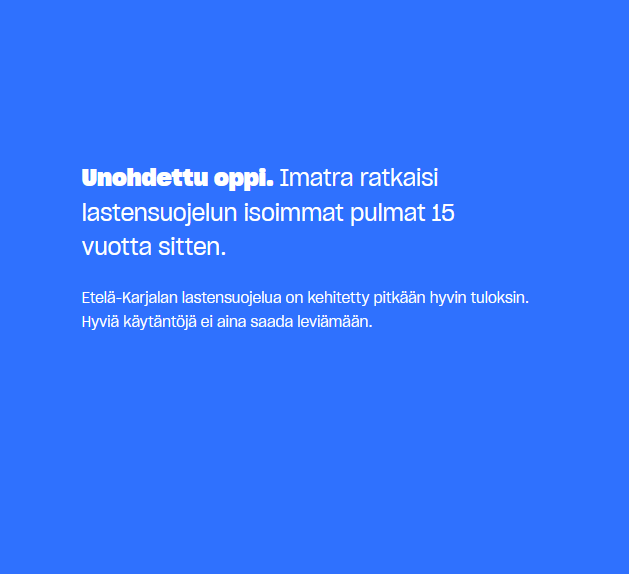 Unohdettu oppi. Imatra ratkaisi
lastensuojelun isoimmat pulmat 15
vuotta sitten.
Etelä-Karjalan lastensuojelua on kehitetty pitkään hyvin tuloksin.
Hyviä käytäntöjä ei aina saada leviämään.